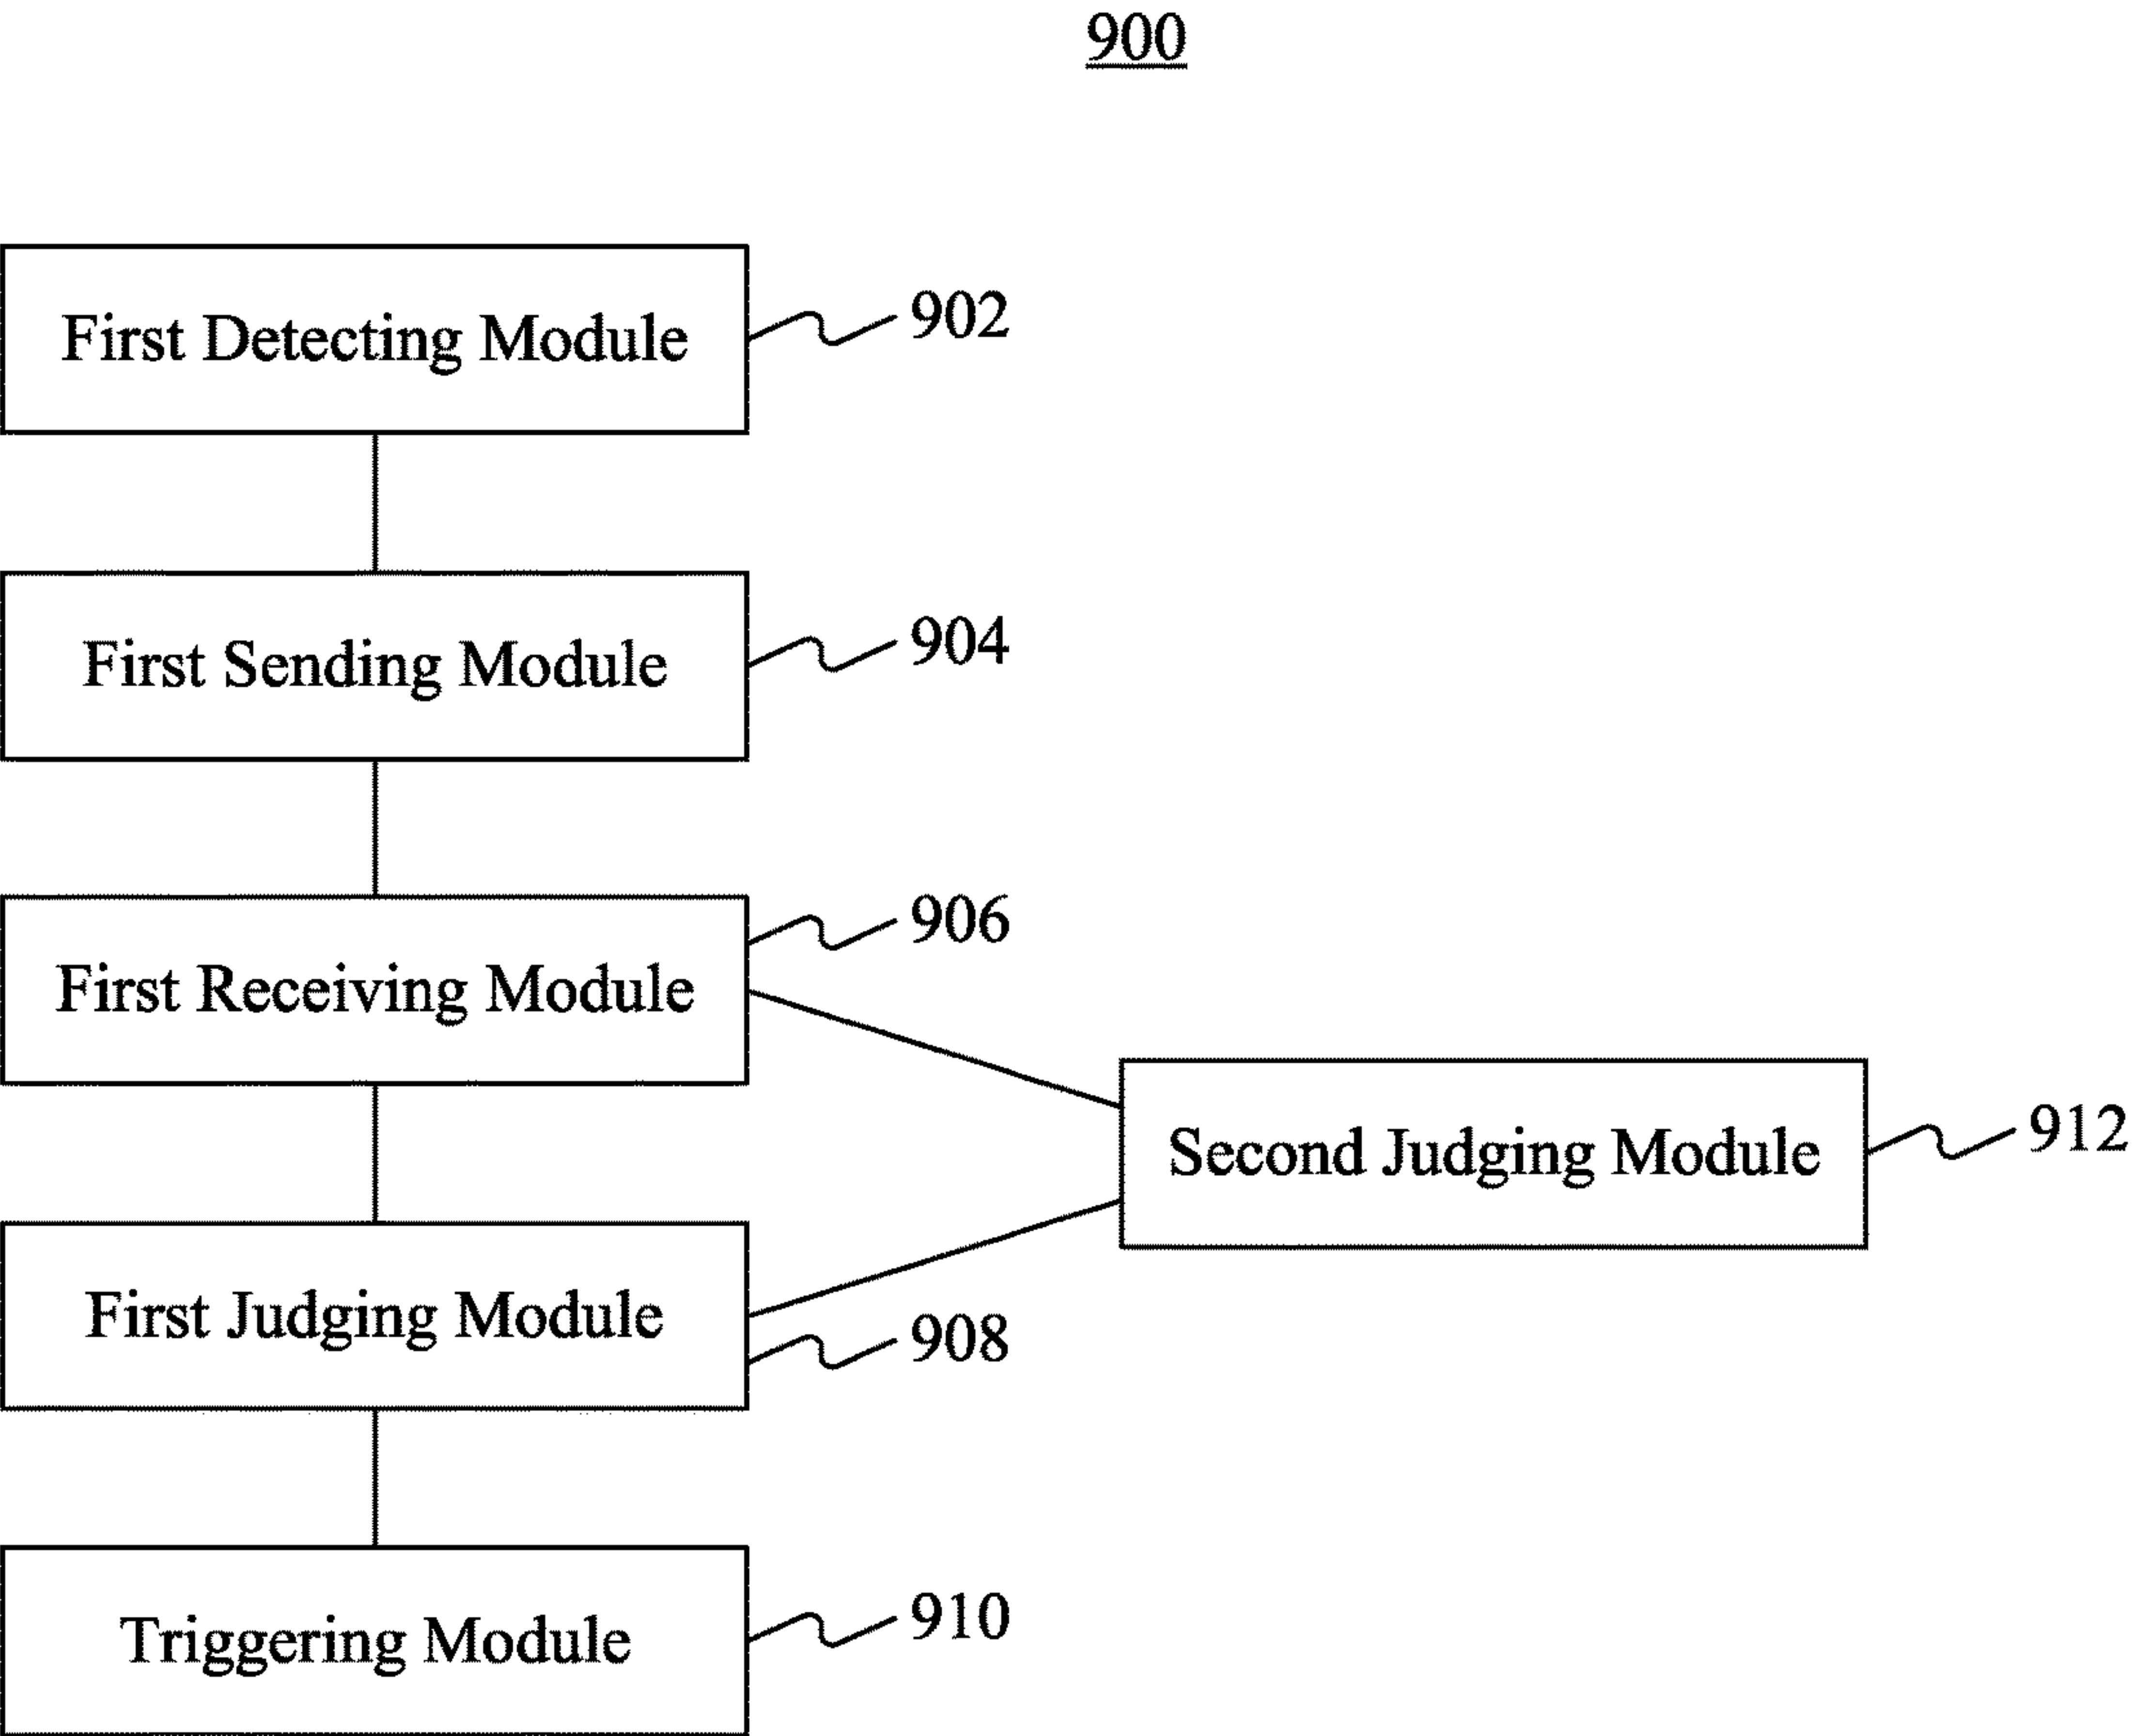 900
First Detecting Module
902
First Sending Module
904
First Receiving Module
906
Second Judging Module
912
First Judging Module
908
Triggering Module
910